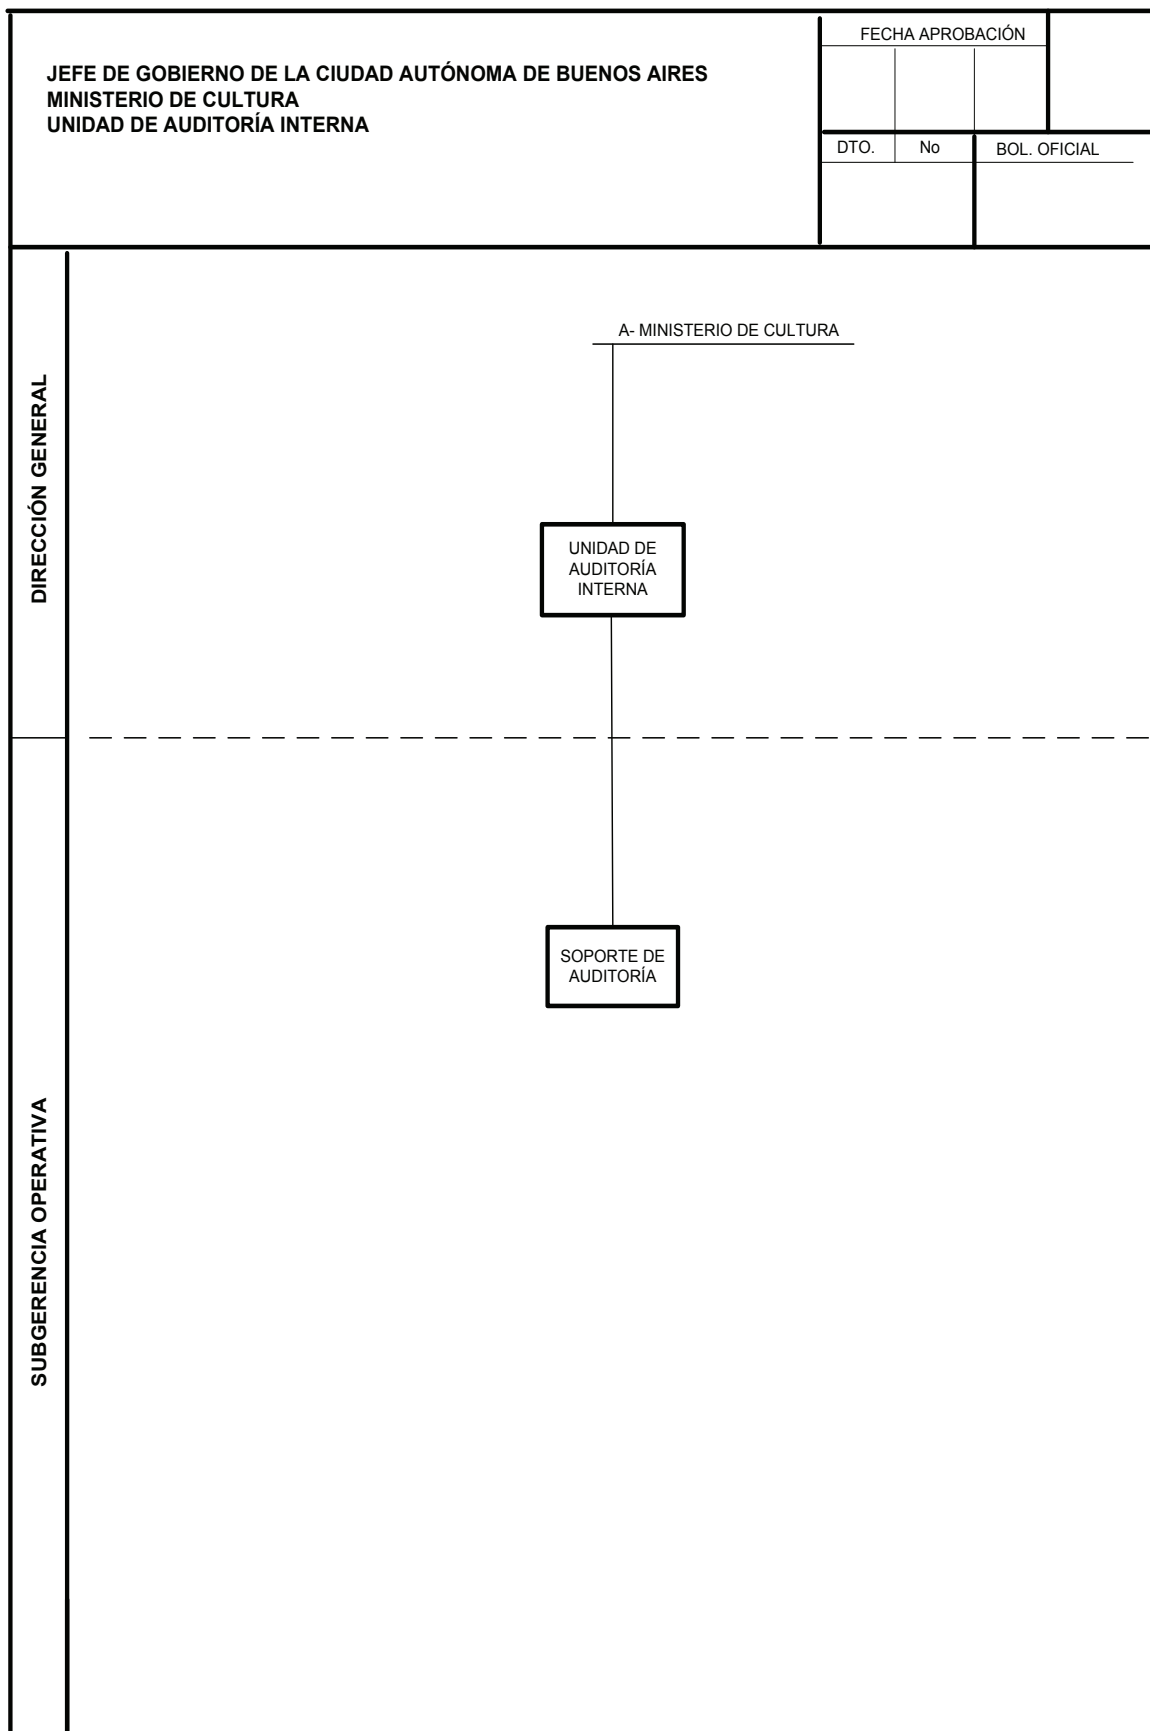 JEFE DE GOBIERNO DE LA CIUDAD AUTÓNOMA DE BUENOS AIRES
MINISTERIO DE CULTURA
UNIDAD DE AUDITORÍA INTERNA
FECHA APROBACIÓN
DTO.
No
BOL. OFICIAL
DIRECCIÓN GENERAL
A- MINISTERIO DE CULTURA
UNIDAD DE
AUDITORÍA
INTERNA
SUBGERENCIA OPERATIVA
SOPORTE DE
AUDITORÍA